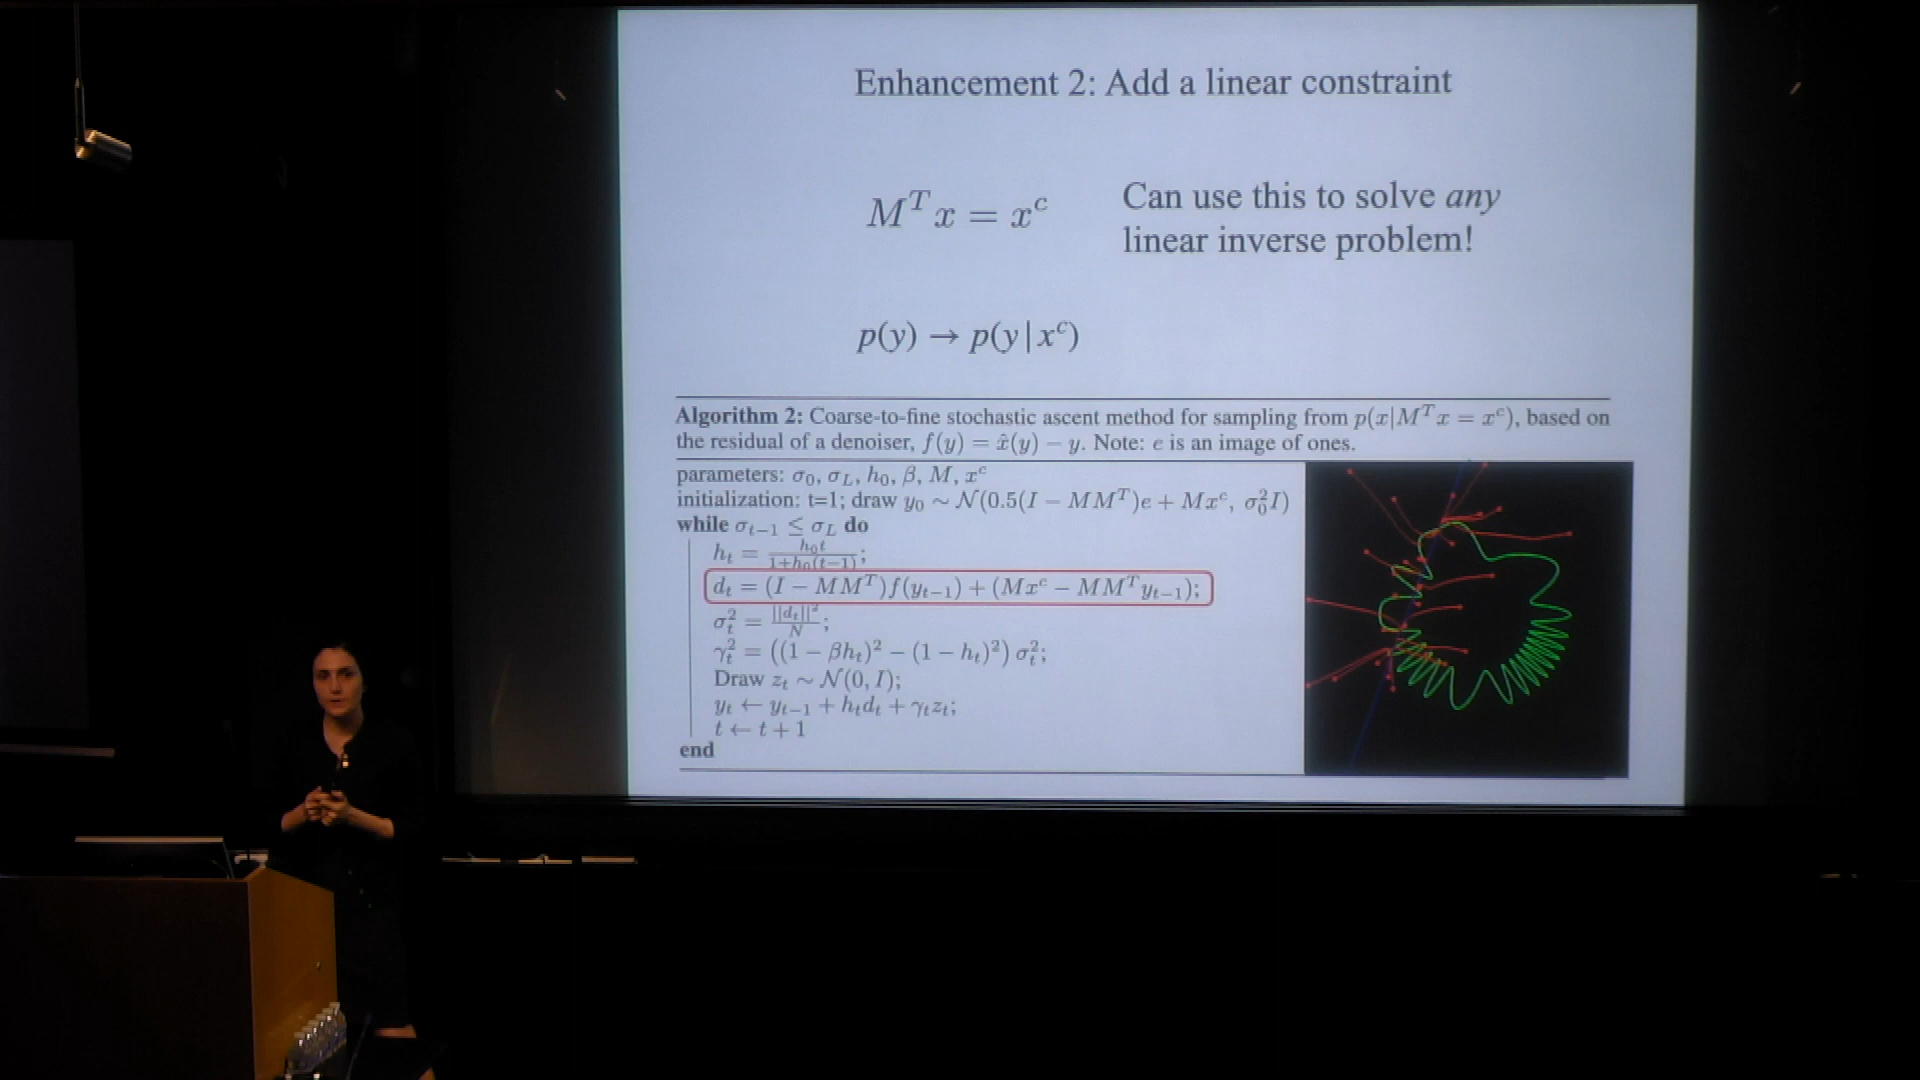 Enhancement 2: Add a linear constraint
M^T x = x^c
Can use this to solve any
linear inverse problem!
p(y) → p(y|x^c)
Algorithm 2: Coarse-to-fine stochastic ascent method for sampling from p(x|M^T x = x^c), based on
the residual of a denoiser, f(y) = x̂(y) − y. Note: e is an image of ones.
parameters: σ_0, σ_L, h_0, β, M, x^c
initialization: t=1; draw y_0 ∼ N(0.5(I − MM^T)e + Mx^c, σ_0^2 I)
while σ_{t−1} ≤ σ_L do
h_t = h_0 t / (1+h_0(t−1));
d_t = (I − MM^T)f(y_{t−1}) + (Mx^c − MM^T y_{t−1});
σ_t^2 = ||d_t||^2 / N;
γ_t^2 = ((1 − βh_t)^2 − (1 − h_t)^2) σ_t^2;
Draw z_t ∼ N(0, I);
y_t ← y_{t−1} + h_t d_t + γ_t z_t;
t ← t + 1
end